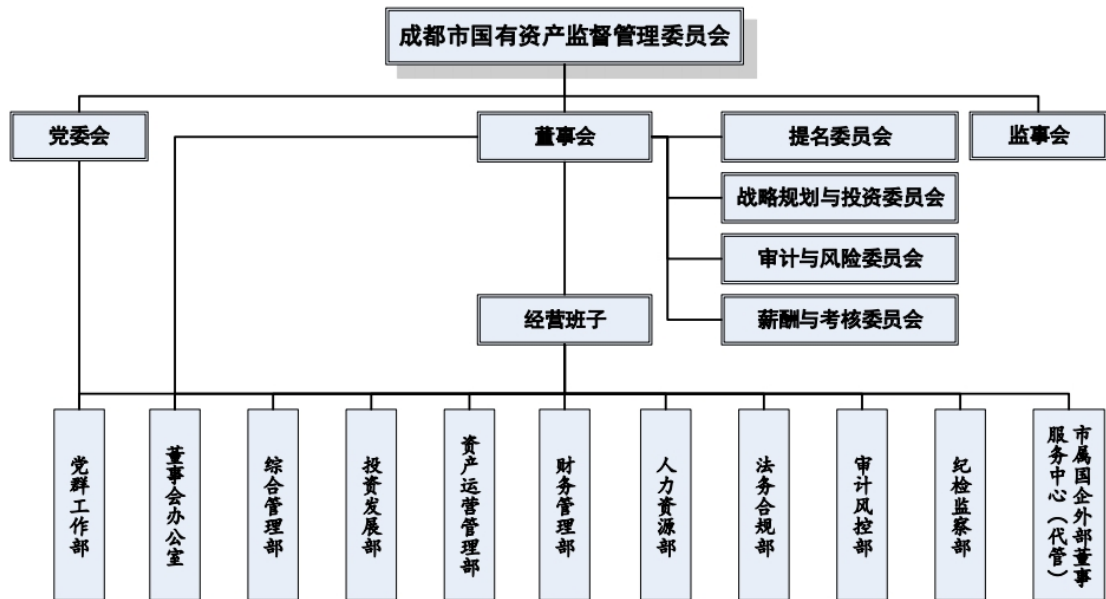 成都市国有资产监督管理委员会
党委会
董事会
提名委员会
监事会
战略规划与投资委员会
审计与风险委员会
经营班子
薪酬与考核委员会
党群工作部
董事会办公室
综合管理部
投资发展部
资产运营管理部
财务管理部
人力资源部
法务合规部
审计风控部
纪检监察部
市属国企外部董事
服务中心（代管）